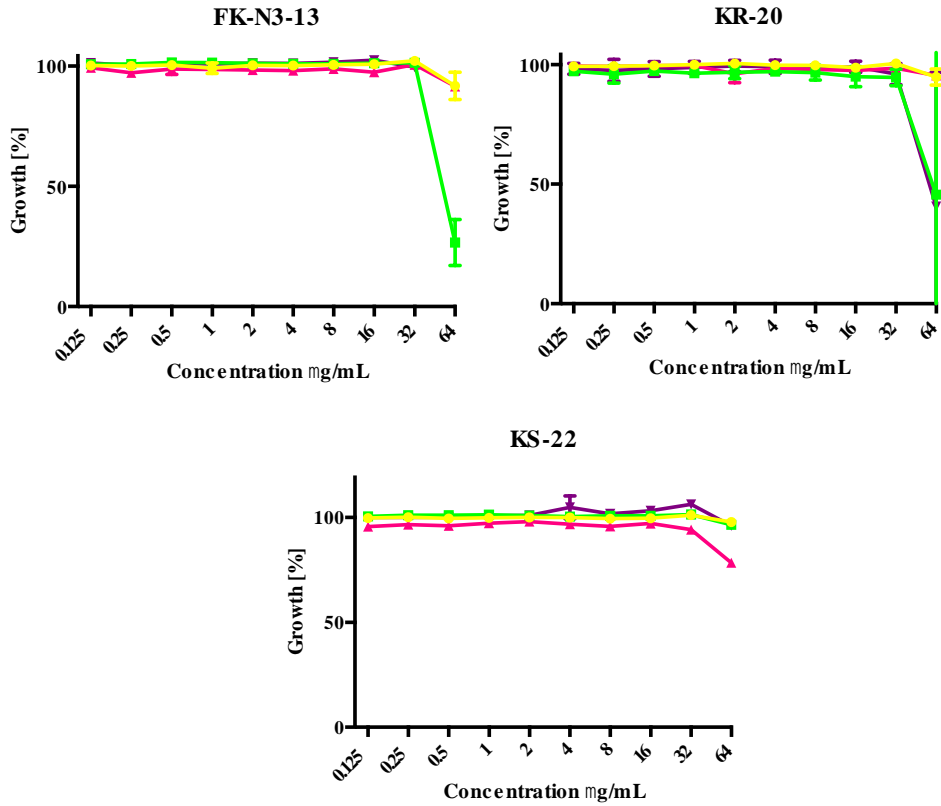 FK-N3-13
Growth [%]
100
50
0
0.125 0.25 0.5 1 2 4 8 16 32 64
Concentration mg/mL
KR-20
Growth [%]
100
50
0
0.125 0.25 0.5 1 2 4 8 16 32 64
Concentration mg/mL
KS-22
Growth [%]
100
50
0
0.125 0.25 0.5 1 2 4 8 16 32 64
Concentration mg/mL